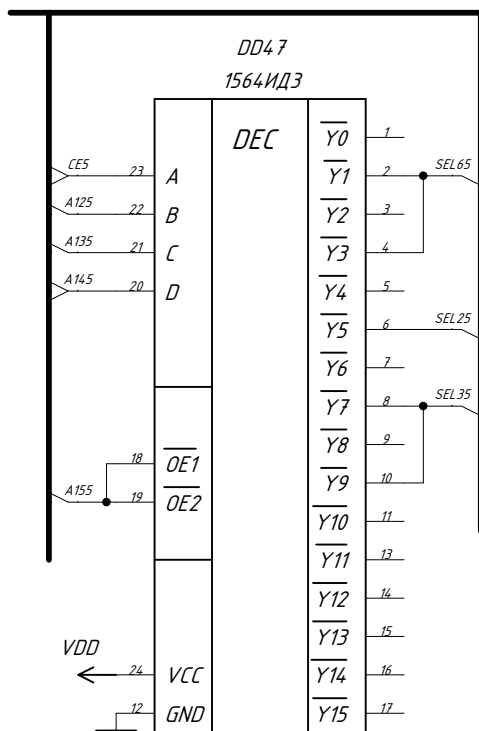 DD47
1564ИД3
DEC
Y0 1
CE5 23 A Y1 2 SEL65
A125 22 B Y2 3
A135 21 C Y3 4
A145 20 D Y4 5
Y5 6 SEL25
Y6 7
Y7 8 SEL35
Y8 9
18 OE1 Y9 10
A155 19 OE2 Y10 11
Y11 13
Y12 14
Y13 15
VDD 24 VCC Y14 16
12 GND Y15 17